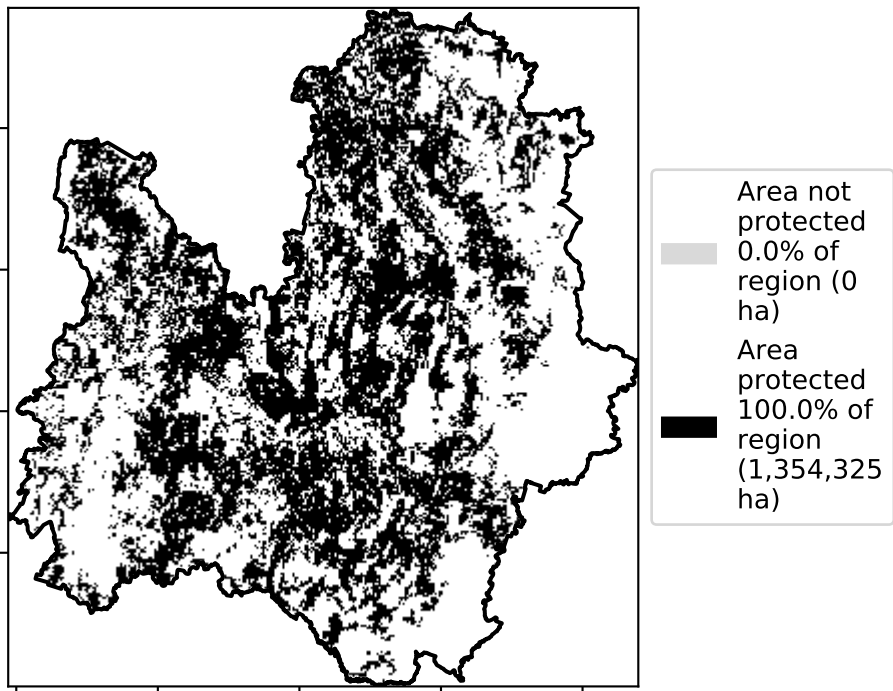 Area not
protected
0.0% of
region (0
ha)
Area
protected
100.0% of
region
(1,354,325
ha)